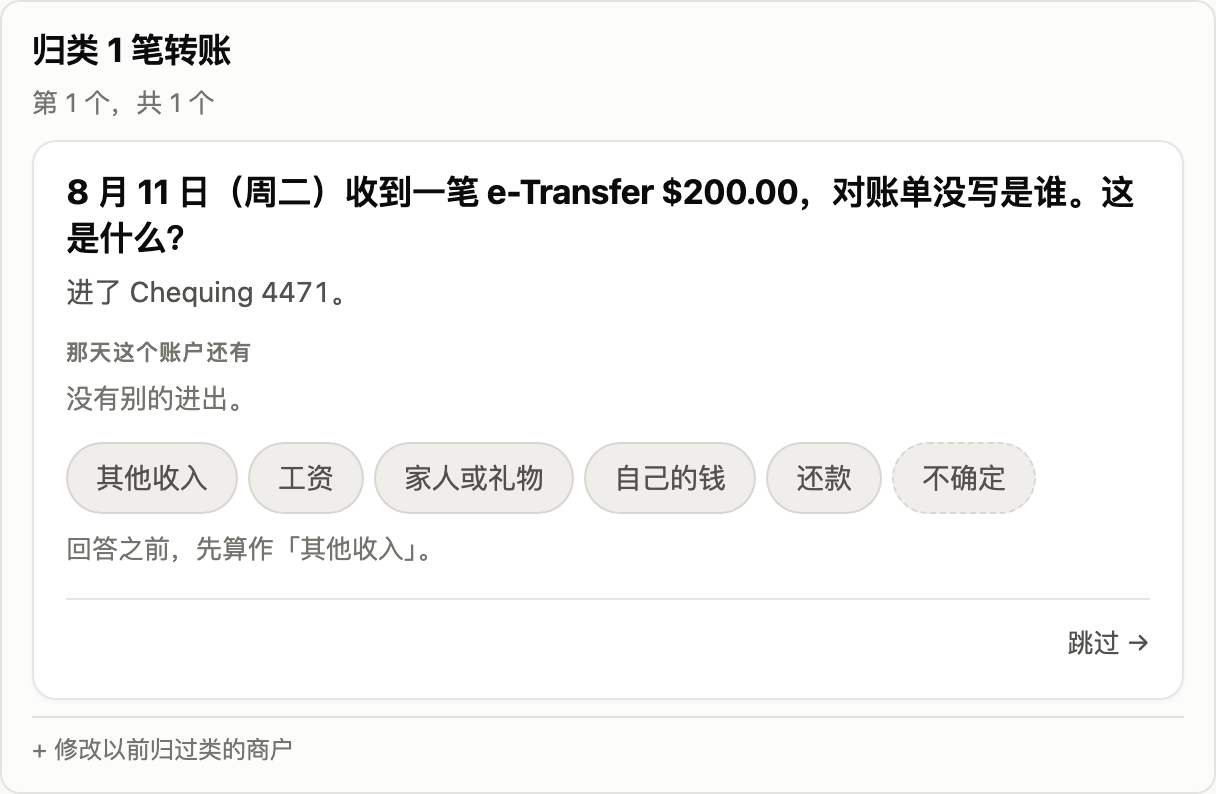 归类 1 笔转账
第 1 个，共 1 个
8 月 11 日（周二）收到一笔 e-Transfer $200.00，对账单没写是谁。这
是什么?
进了 Chequing 4471。
那天这个账户还有
没有别的进出。
其他收入 工资 家人或礼物 自己的钱 还款 不确定
回答之前，先算作「其他收入」。
跳过 →
+ 修改以前归过类的商户